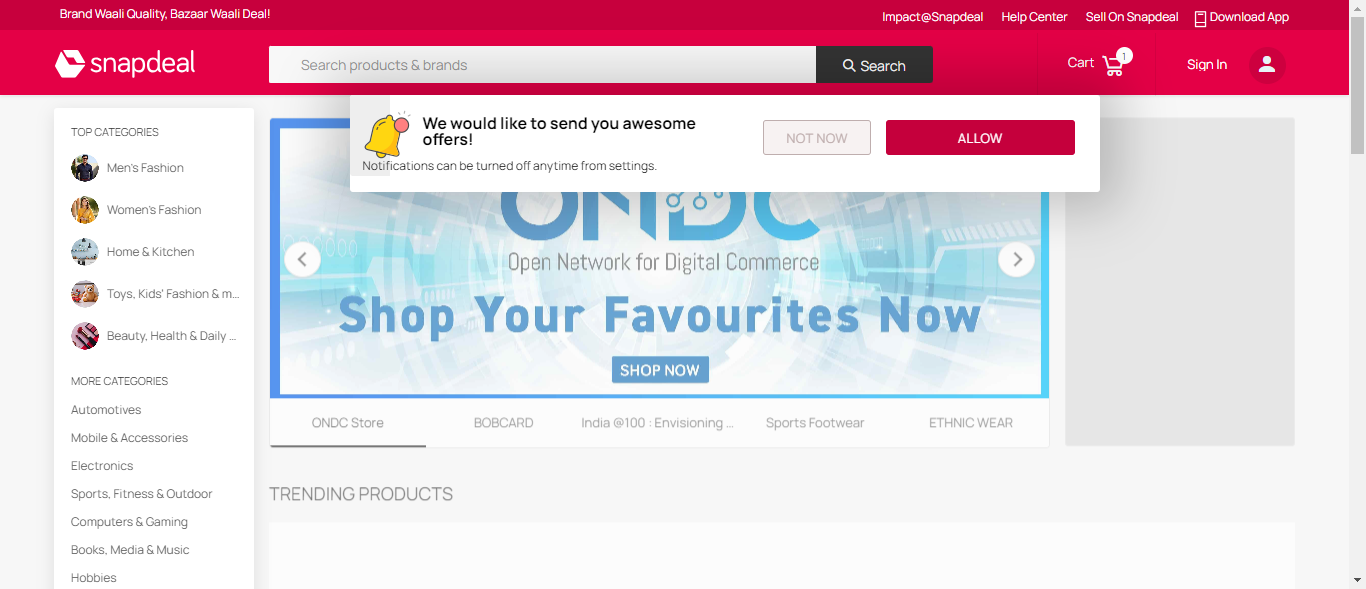 Brand Waali Quality, Bazaar Waali Deal!
Impact@Snapdeal Help Center Sell On Snapdeal Download App
snapdeal
Search products & brands
Search
Cart 1
Sign In
TOP CATEGORIES
Men's Fashion
Women's Fashion
Home & Kitchen
Toys, Kids' Fashion & m...
Beauty, Health & Daily ...
MORE CATEGORIES
Automotives
Mobile & Accessories
Electronics
Sports, Fitness & Outdoor
Computers & Gaming
Books, Media & Music
Hobbies
We would like to send you awesome
offers!
Notifications can be turned off anytime from settings.
NOT NOW
ALLOW
ONDC
Open Network for Digital Commerce
Shop Your Favourites Now
SHOP NOW
ONDC Store BOBCARD India @100 : Envisioning ... Sports Footwear ETHNIC WEAR
TRENDING PRODUCTS